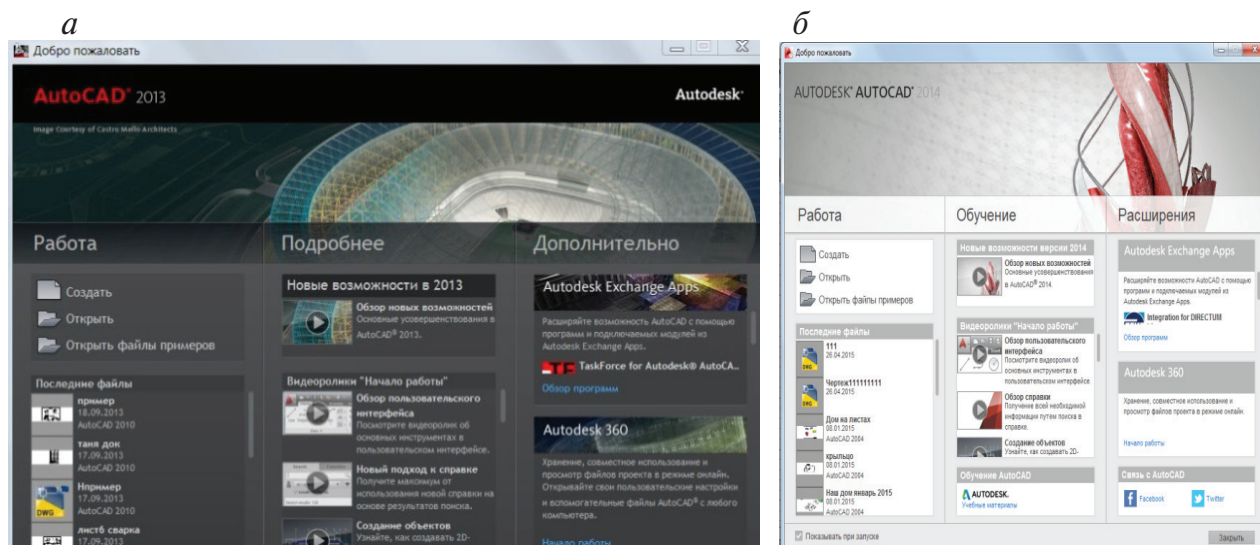 а
Добро пожаловать
AutoCAD® 2013
Autodesk®
Image Courtesy of Castro Mello Architects
Работа
Создать
Открыть
Открыть файлы примеров
Последние файлы
пример
18.09.2013
AutoCAD 2010
таня док
17.09.2013
AutoCAD 2010
Нпример
17.09.2013
AutoCAD 2010
DWG
лист6 сварка
17.09.2013
Подробнее
Новые возможности в 2013
Обзор новых возможностей
Основные усовершенствования в
AutoCAD® 2013.
Видеоролики "Начало работы"
Обзор пользовательского
интерфейса
Посмотрите видеоролик об
основных инструментах в
пользовательском интерфейсе.
Новый подход к справке
Получите максимум от
использования новой справки на
основе результатов поиска.
Создание объектов
Узнайте, как создавать 2D-
Дополнительно
Autodesk Exchange Apps
Расширяйте возможность AutoCAD с помощью
программ и подключаемых модулей из
Autodesk Exchange Apps.
TaskForce for Autodesk® AutoCA...
Обзор программ
Autodesk 360
Хранение, совместное использование и
просмотр файлов проекта в режиме онлайн.
Открывайте свои пользовательские настройки
и вспомогательные файлы AutoCAD® с любого
компьютера.
Начало работы
б
Добро пожаловать
AUTODESK® AUTOCAD® 2014
Работа
Создать
Открыть
Открыть файлы примеров
Последние файлы
111
26.04.2015
DWG
Чертеж111111111
26.04.2015
DWG
Дом на листах
08.01.2015
AutoCAD 2004
крыльцо
08.01.2015
AutoCAD 2004
Наш дом январь 2015
08.01.2015
AutoCAD 2004
Обучение
Новые возможности версии 2014
Обзор новых возможностей
Основные усовершенствования
в AutoCAD® 2014.
Видеоролики "Начало работы"
Обзор пользовательского
интерфейса
Посмотрите видеоролик об
основных инструментах в
пользовательском интерфейсе.
Обзор справки
Получение всей необходимой
информации путем поиска в
справке.
Создание объектов
Узнайте, как создавать 2D-
Обучение AutoCAD
AUTODESK.
Учебные материалы
Расширения
Autodesk Exchange Apps
Расширяйте возможности AutoCAD с помощью
программ и подключаемых модулей из
Autodesk Exchange Apps.
Integration for DIRECTUM
Обзор программ
Autodesk 360
Хранение, совместное использование и
просмотр файлов проекта в режиме онлайн.
Начало работы
Связь с AutoCAD
Facebook
Twitter
Показывать при запуске
Закрыть